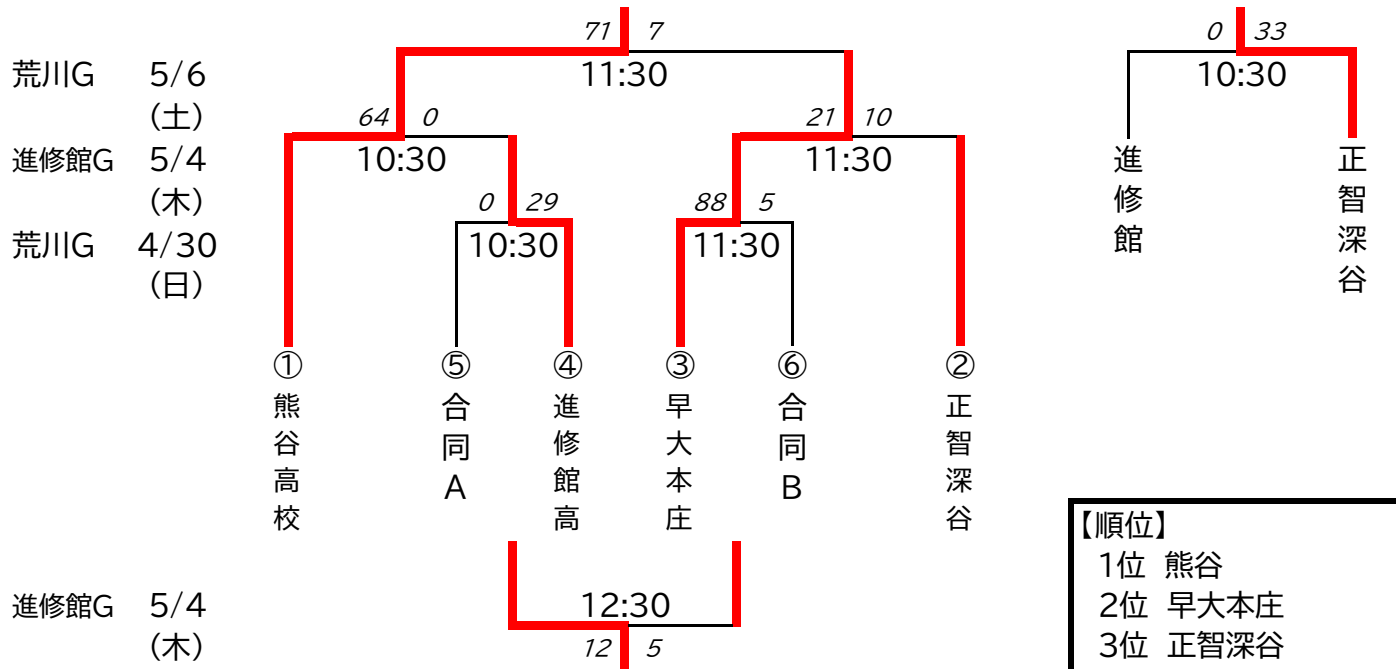 71 7
0 33
荒川G 5/6
11:30
10:30
(土)
64 0
21 10
進修館G 5/4
10:30
11:30
進修館
正智深谷
(木)
0 29
88 5
荒川G 4/30
10:30
11:30
(日)
① ⑤ ④ ③ ⑥ ②
熊谷高校
合同A
進修館高
早大本庄
合同B
正智深谷
【順位】
1位 熊谷
2位 早大本庄
3位 正智深谷
進修館G 5/4
12:30
(木)
12 5